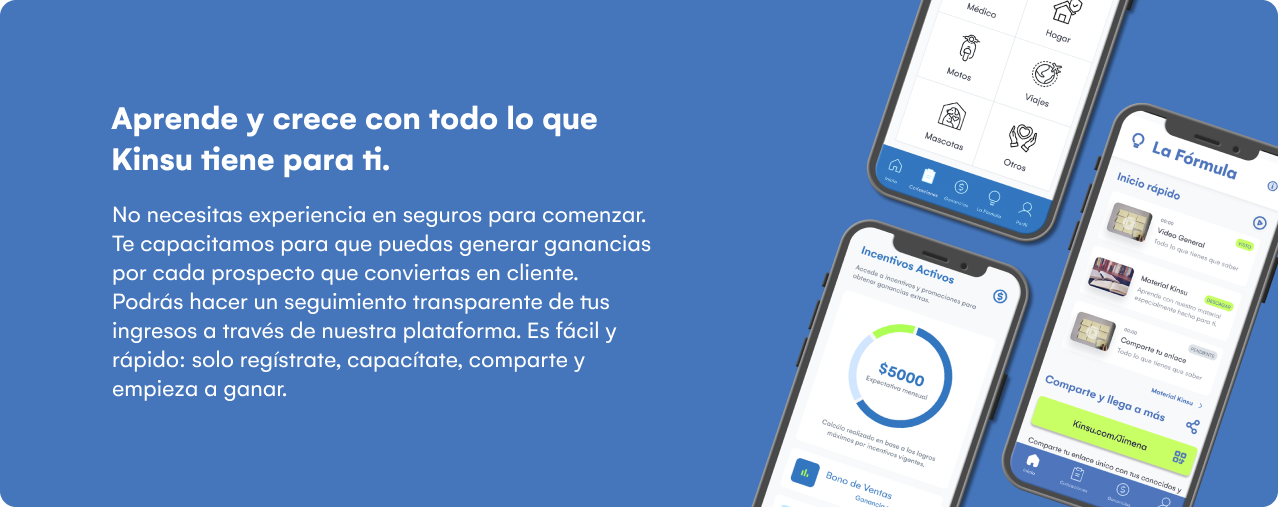 Aprende y crece con todo lo que
Kinsu tiene para ti.
No necesitas experiencia en seguros para comenzar.
Te capacitamos para que puedas generar ganancias
por cada prospecto que conviertas en cliente.
Podrás hacer un seguimiento transparente de tus
ingresos a través de nuestra plataforma. Es fácil y
rápido: solo regístrate, capacítate, comparte y
empieza a ganar.
Médico
Hogar
Motos
Viajes
Mascotas
Otros
Inicio
Cotizaciones
Ganancias
La Fórmula
Perfil
Incentivos Activos
Accede a incentivos y promociones para
obtener ganancias extras.
$5000
Expectativa mensual
Calculo realizado en base a los logros
máximos por incentivos vigentes.
Bono de Ventas
Ganancia
La Fórmula
Inicio rápido
00:00
Video General
Todo lo que tienes que saber
VISTO
Material Kinsu
Aprende con nuestro material
especialmente hecho para ti.
DESCARGAR
00:00
Comparte tu enlace
Todo lo que tienes que saber
PENDIENTE
Material Kinsu
Comparte y llega a más
Kinsu.com/Jimena
Comparte tu enlace único con tus conocidos y
Inicio
Cotizaciones
Ganancias